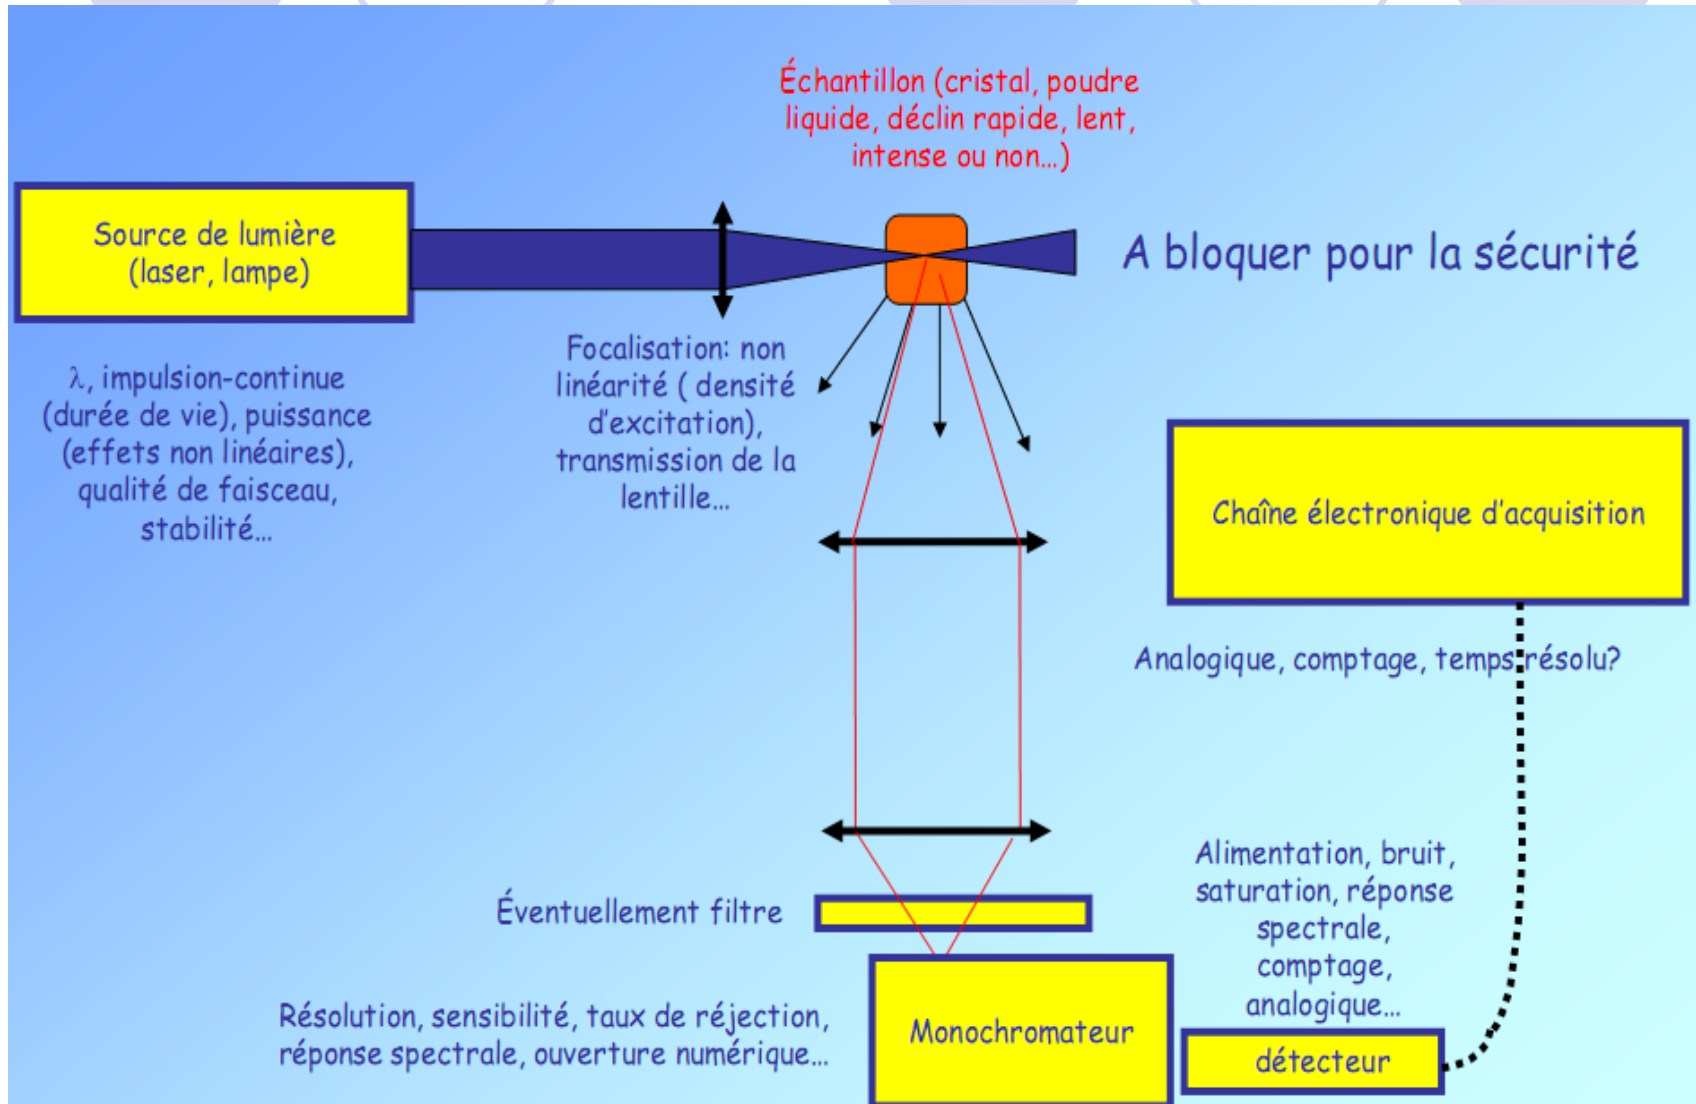 Échantillon (cristal, poudre
liquide, déclin rapide, lent,
intense ou non...)
Source de lumière
(laser, lampe)
A bloquer pour la sécurité
λ, impulsion-continue
(durée de vie), puissance
(effets non linéaires),
qualité de faisceau,
stabilité...
Focalisation: non
linéarité ( densité
d'excitation),
transmission de la
lentille...
Chaîne électronique d'acquisition
Analogique, comptage, temps résolu?
Alimentation, bruit,
saturation, réponse
spectrale,
comptage,
analogique...
Éventuellement filtre
Résolution, sensibilité, taux de réjection,
réponse spectrale, ouverture numérique...
Monochromateur
détecteur